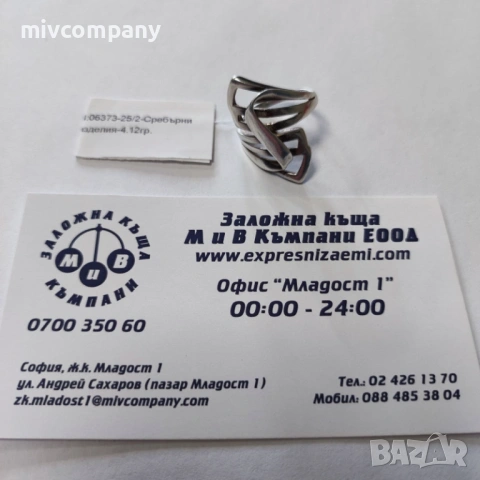 mivcompany
:06373-25/2-Сребърни
изделия-4.12гр.
ЗАЛОЖНА КЪЩА
М и В
КЪМПАНИ
0700 350 60
Заложна къща
М и В Къмпани ЕООД
www.expresnizaemi.com
Офис "Младост 1"
00:00 - 24:00
София, ж.к. Младост 1
ул. Андрей Сахаров (пазар Младост 1)
zk.mladost1@mivcompany.com
Тел.: 02 426 13 70
Мобил: 088 485 38 04
BAZAR.bg